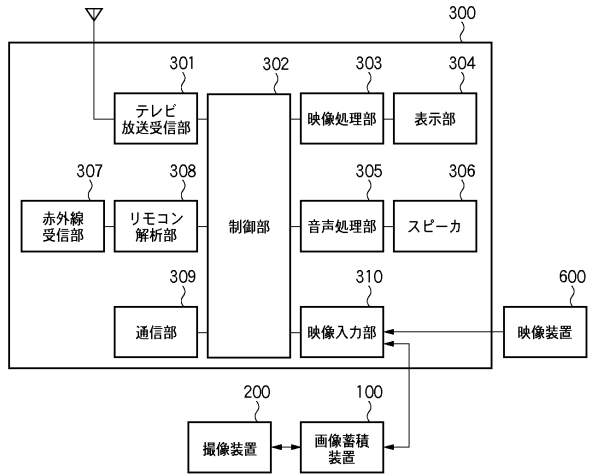 300
301
テレビ
放送受信部
302
制御部
303
映像処理部
304
表示部
307
赤外線
受信部
308
リモコン
解析部
305
音声処理部
306
スピーカ
309
通信部
310
映像入力部
600
映像装置
200
撮像装置
100
画像蓄積
装置